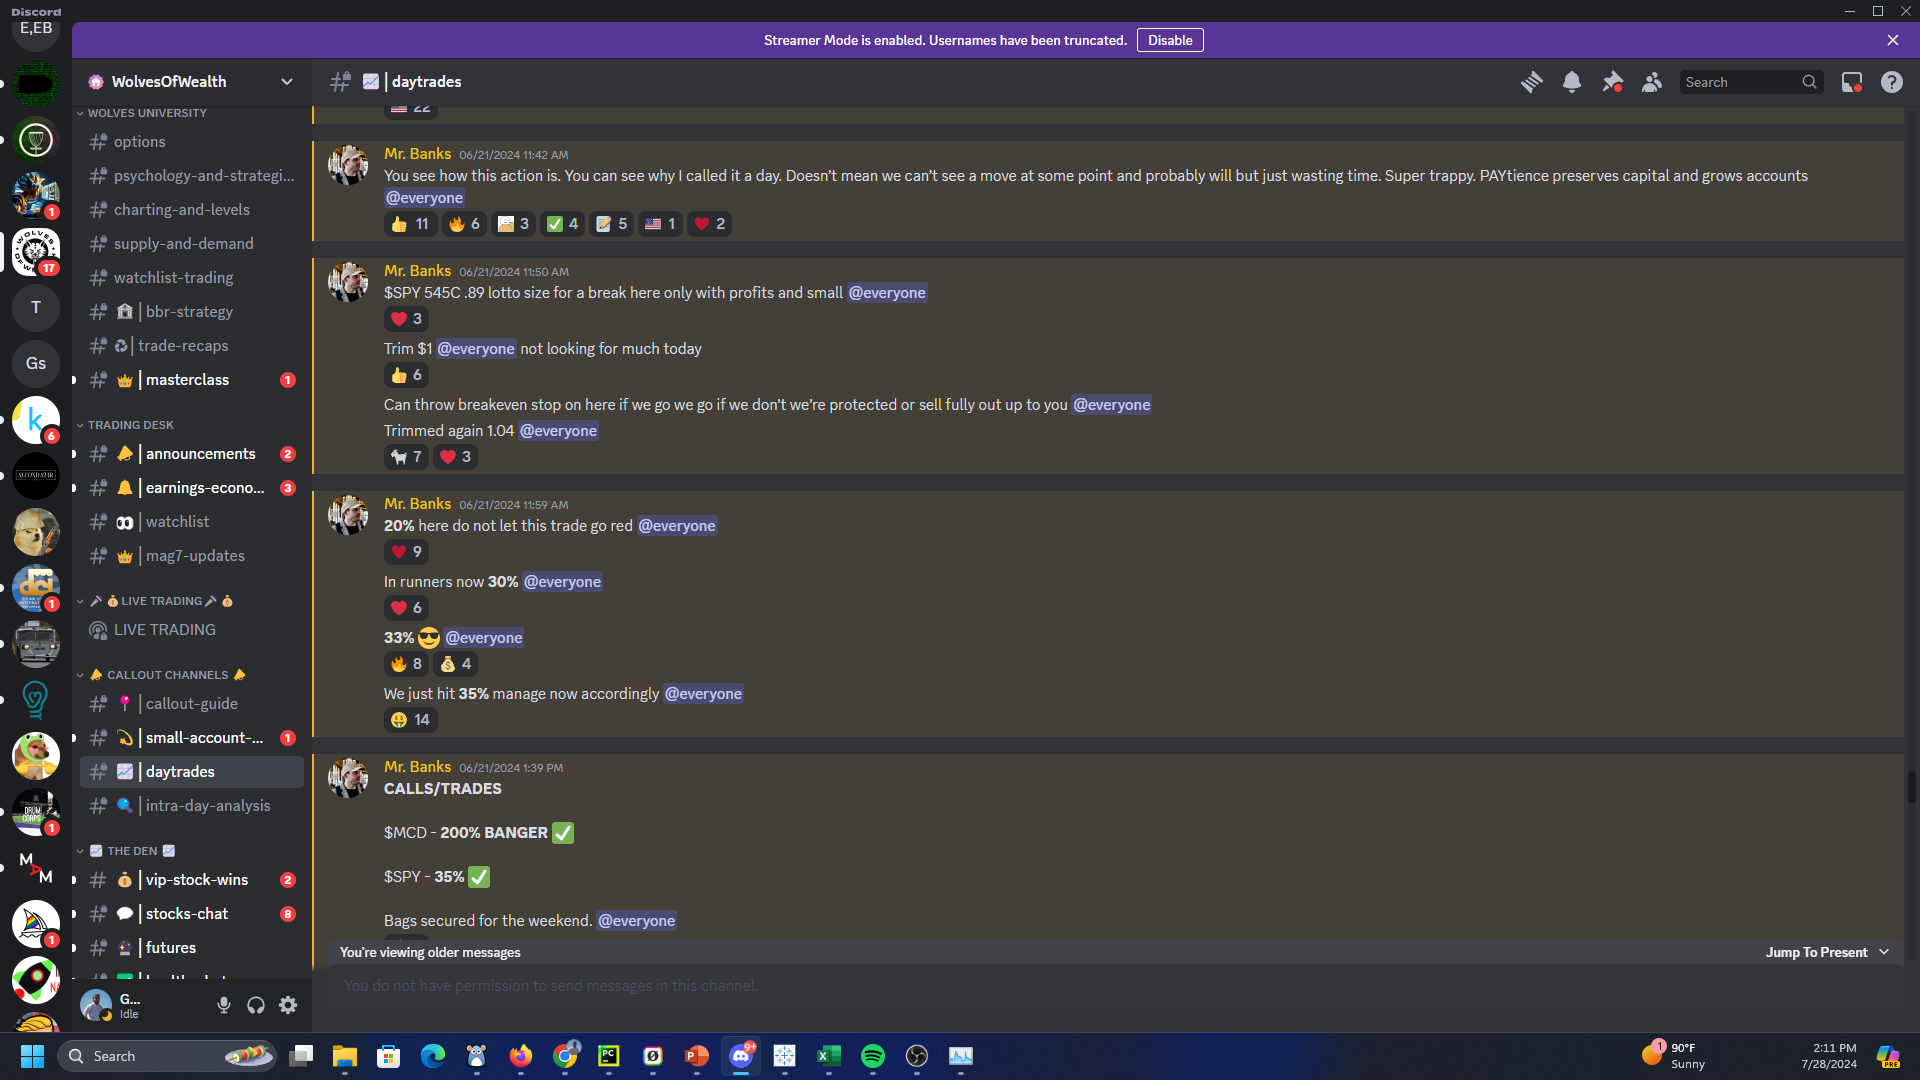 Discord
E,EB
Streamer Mode is enabled. Usernames have been truncated. Disable
WolvesOfWealth
WOLVES UNIVERSITY
options
psychology-and-strategi...
charting-and-levels
supply-and-demand
watchlist-trading
bbr-strategy
trade-recaps
masterclass 1
TRADING DESK
announcements 2
earnings-econo... 3
watchlist
mag7-updates
LIVE TRADING
LIVE TRADING
CALLOUT CHANNELS
callout-guide
small-account-... 1
daytrades
intra-day-analysis
THE DEN
vip-stock-wins 2
stocks-chat 8
futures
1
17
T
Gs
k
6
SECOND STAR
dci
1
DRUM CORPS
1
M A M
1
G...
Idle
daytrades
Search
22
Mr. Banks 06/21/2024 11:42 AM
You see how this action is. You can see why I called it a day. Doesn't mean we can't see a move at some point and probably will but just wasting time. Super trappy. PAYtience preserves capital and grows accounts
@everyone
11 6 3 4 5 1 2
Mr. Banks 06/21/2024 11:50 AM
$SPY 545C .89 lotto size for a break here only with profits and small @everyone
3
Trim $1 @everyone not looking for much today
6
Can throw breakeven stop on here if we go we go if we don't we're protected or sell fully out up to you @everyone
Trimmed again 1.04 @everyone
7 3
Mr. Banks 06/21/2024 11:59 AM
20% here do not let this trade go red @everyone
9
In runners now 30% @everyone
6
33% @everyone
8 4
We just hit 35% manage now accordingly @everyone
14
Mr. Banks 06/21/2024 1:39 PM
CALLS/TRADES
$MCD - 200% BANGER
$SPY - 35%
Bags secured for the weekend. @everyone
You're viewing older messages Jump To Present
You do not have permission to send messages in this channel.
Search
PC
9+
1
90°F
Sunny
2:11 PM
7/28/2024
PRE